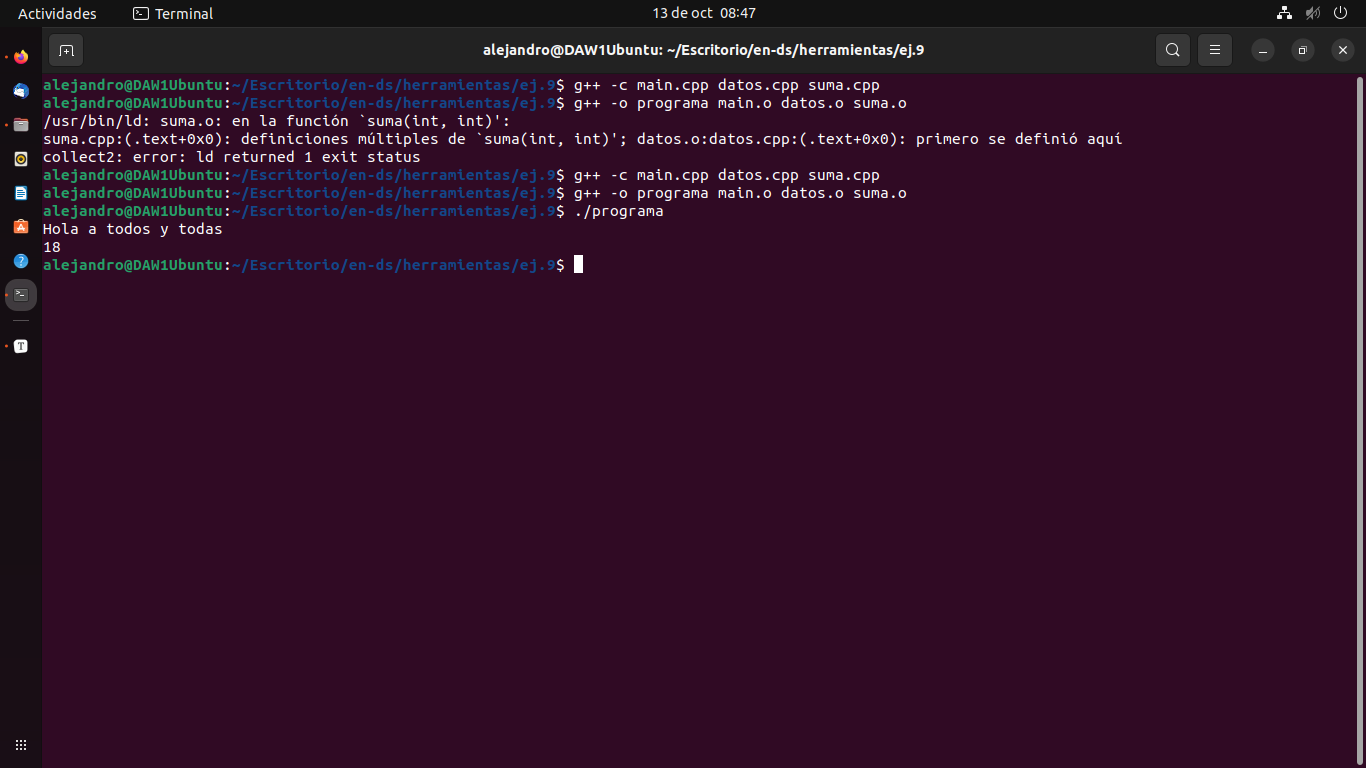 Actividades
Terminal
13 de oct 08:47
alejandro@DAW1Ubuntu: ~/Escritorio/en-ds/herramientas/ej.9
alejandro@DAW1Ubuntu:~/Escritorio/en-ds/herramientas/ej.9$ g++ -c main.cpp datos.cpp suma.cpp
alejandro@DAW1Ubuntu:~/Escritorio/en-ds/herramientas/ej.9$ g++ -o programa main.o datos.o suma.o
/usr/bin/ld: suma.o: en la función `suma(int, int)':
suma.cpp:(.text+0x0): definiciones múltiples de `suma(int, int)'; datos.o:datos.cpp:(.text+0x0): primero se definió aquí
collect2: error: ld returned 1 exit status
alejandro@DAW1Ubuntu:~/Escritorio/en-ds/herramientas/ej.9$ g++ -c main.cpp datos.cpp suma.cpp
alejandro@DAW1Ubuntu:~/Escritorio/en-ds/herramientas/ej.9$ g++ -o programa main.o datos.o suma.o
alejandro@DAW1Ubuntu:~/Escritorio/en-ds/herramientas/ej.9$ ./programa
Hola a todos y todas
18
alejandro@DAW1Ubuntu:~/Escritorio/en-ds/herramientas/ej.9$